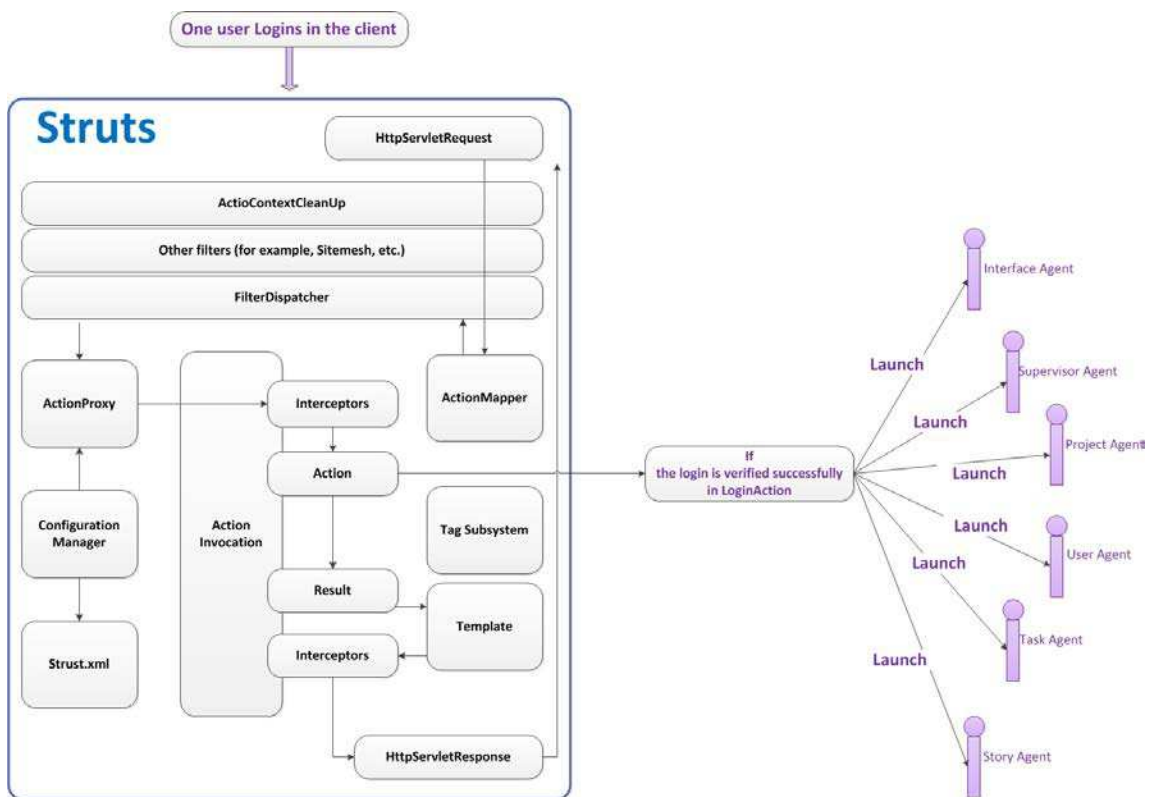 One user Logins in the client
Struts
HttpServletRequest
ActioContextCleanUp
Other filters (for example, Sitemesh, etc.)
FilterDispatcher
ActionProxy
Interceptors
ActionMapper
Action
Configuration
Manager
Action
Invocation
Tag Subsystem
Result
Template
Strust.xml
Interceptors
HttpServletResponse
If
the login is verified successfully
in LoginAction
Launch
Interface Agent
Launch
Supervisor Agent
Launch
Project Agent
Launch
User Agent
Launch
Task Agent
Launch
Story Agent